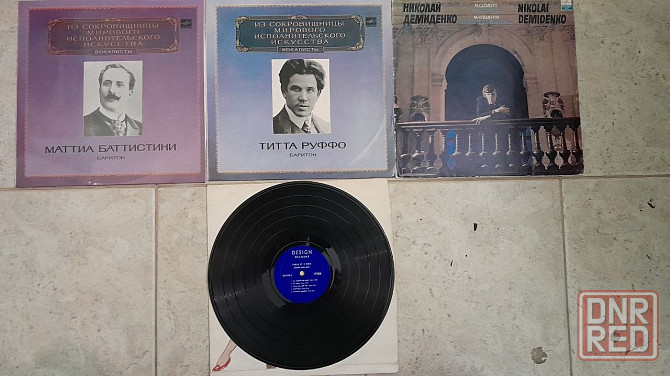 ИЗ СОКРОВИЩНИЦЫ
МИРОВОГО
ИСПОЛНИТЕЛЬСКОГО
ИСКУССТВА
ВОКАЛИСТЫ
МАТТИА БАТТИСТИНИ
БАРИТОН
ИЗ СОКРОВИЩНИЦЫ
МИРОВОГО
ИСПОЛНИТЕЛЬСКОГО
ИСКУССТВА
ВОКАЛИСТЫ
ТИТТА РУФФО
БАРИТОН
НИКОЛАЙ
ДЕМИДЕНКО
NIKOLAI
DEMIDENKO
DESIGN
RECORDS
DNR
RED